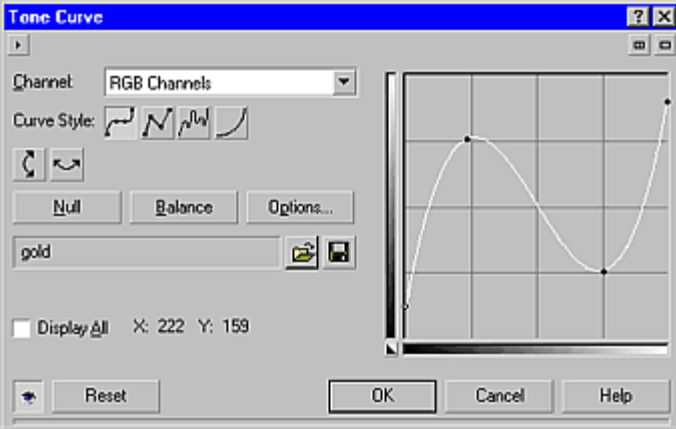 Tone Curve
Channel: RGB Channels
Curve Style:
Null Balance Options...
gold
Display All X: 222 Y: 159
Reset OK Cancel Help